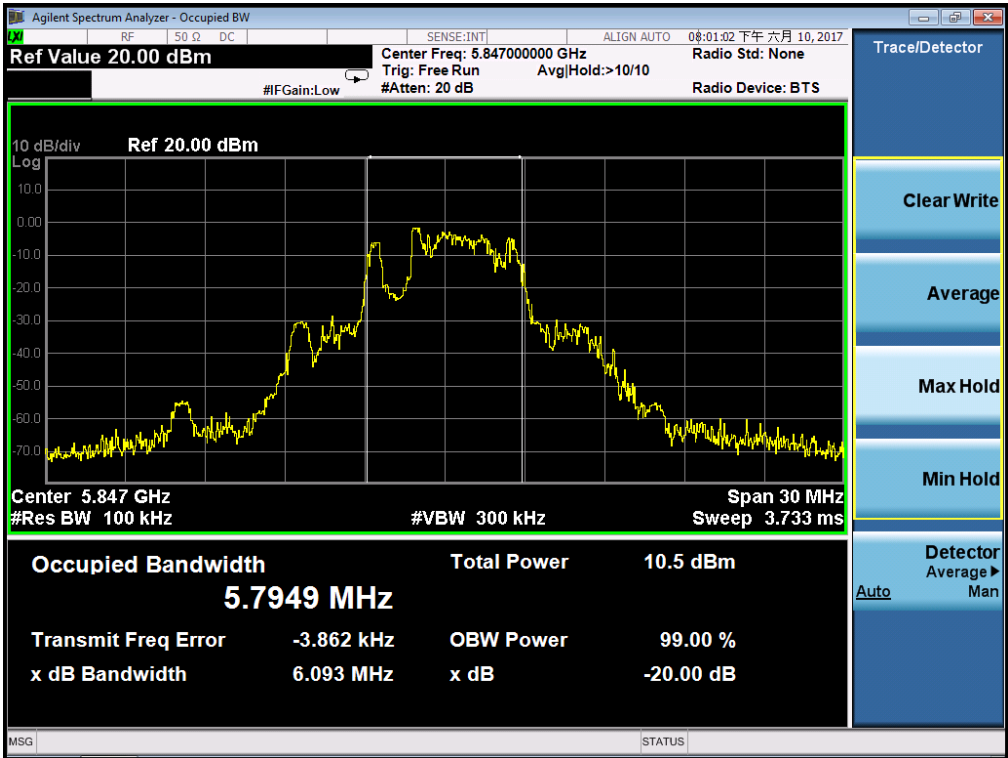 Agilent Spectrum Analyzer - Occupied BW
LXI RF 50 Ω DC SENSE:INT ALIGN AUTO 08:01:02 下午 六月 10, 2017
Ref Value 20.00 dBm
Center Freq: 5.847000000 GHz
Radio Std: None
Trig: Free Run Avg|Hold:>10/10
#IFGain:Low #Atten: 20 dB
Radio Device: BTS
Trace/Detector
10 dB/div Ref 20.00 dBm
Log
10.0
0.00
-10.0
-20.0
-30.0
-40.0
-50.0
-60.0
-70.0
Center 5.847 GHz Span 30 MHz
#Res BW 100 kHz #VBW 300 kHz Sweep 3.733 ms
Clear Write
Average
Max Hold
Min Hold
Detector
Average
Auto Man
Occupied Bandwidth Total Power 10.5 dBm
5.7949 MHz
Transmit Freq Error -3.862 kHz OBW Power 99.00 %
x dB Bandwidth 6.093 MHz x dB -20.00 dB
MSG STATUS